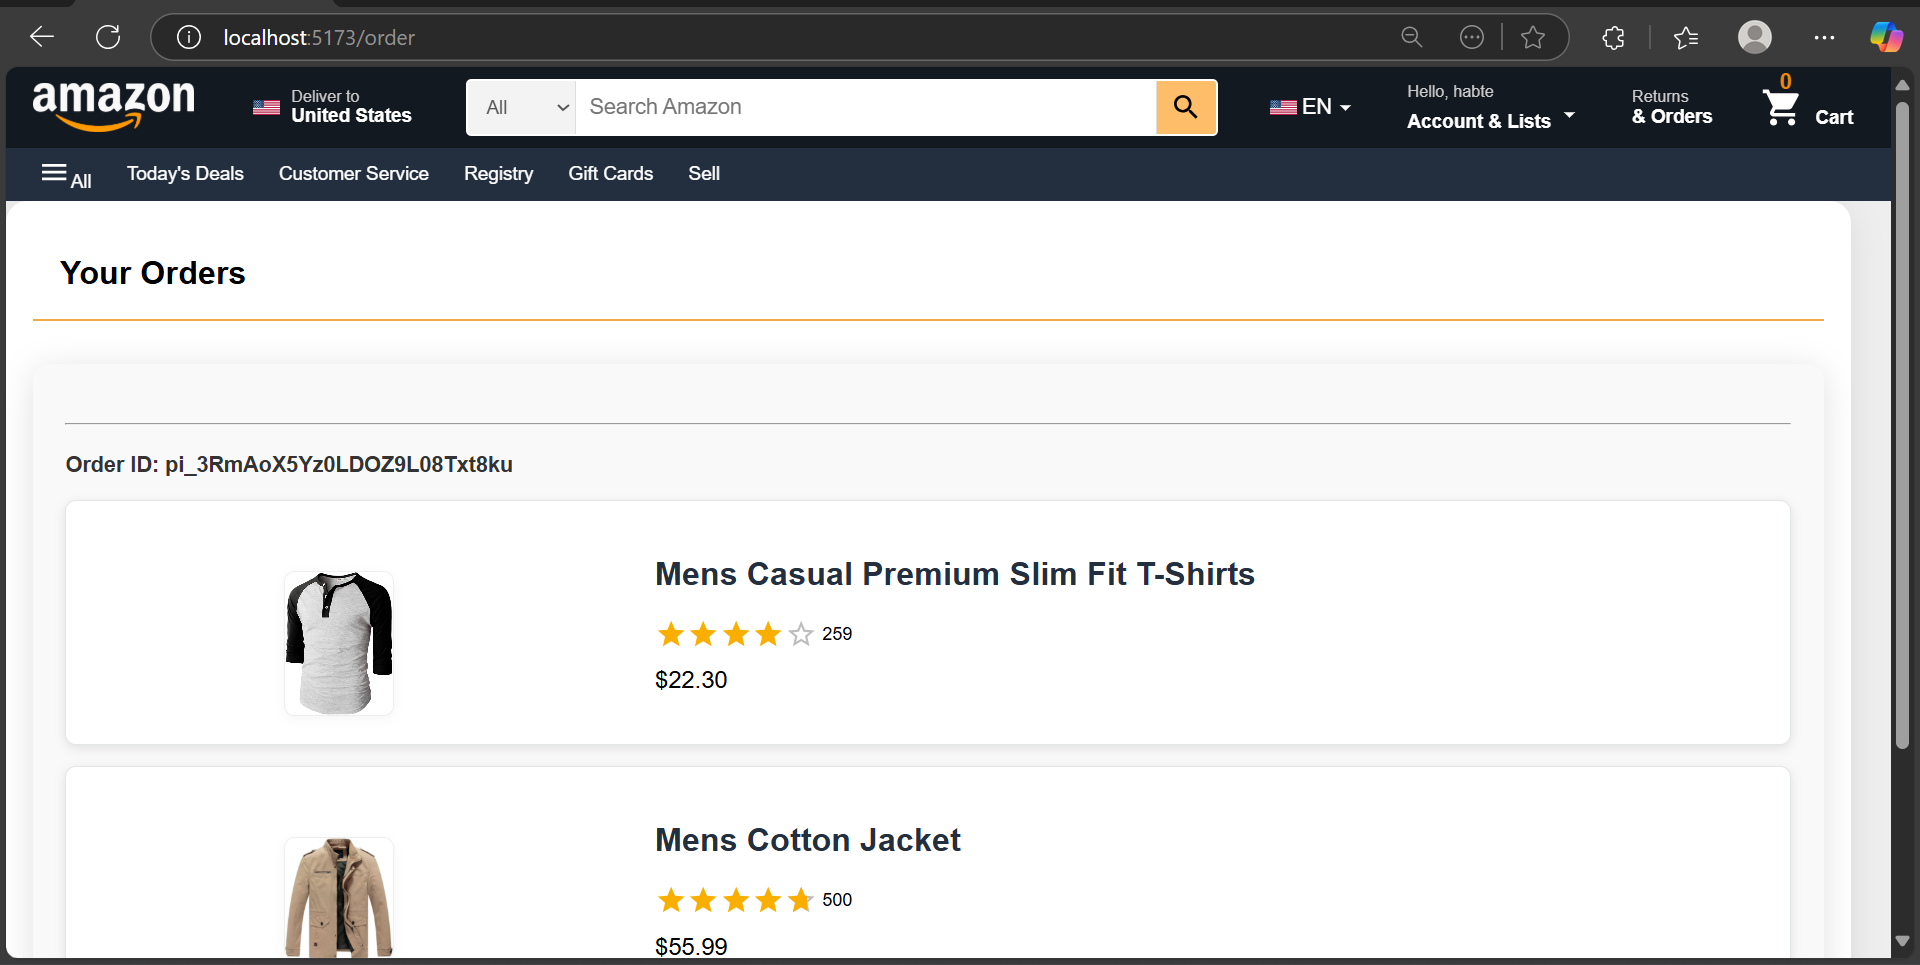 localhost:5173/order
amazon
Deliver to
United States
All
Search Amazon
EN
Hello, habte
Account & Lists
Returns
& Orders
0
Cart
All
Today's Deals
Customer Service
Registry
Gift Cards
Sell
Your Orders
Order ID: pi_3RmAoX5Yz0LDOZ9L08Txt8ku
Mens Casual Premium Slim Fit T-Shirts
259
$22.30
Mens Cotton Jacket
500
$55.99